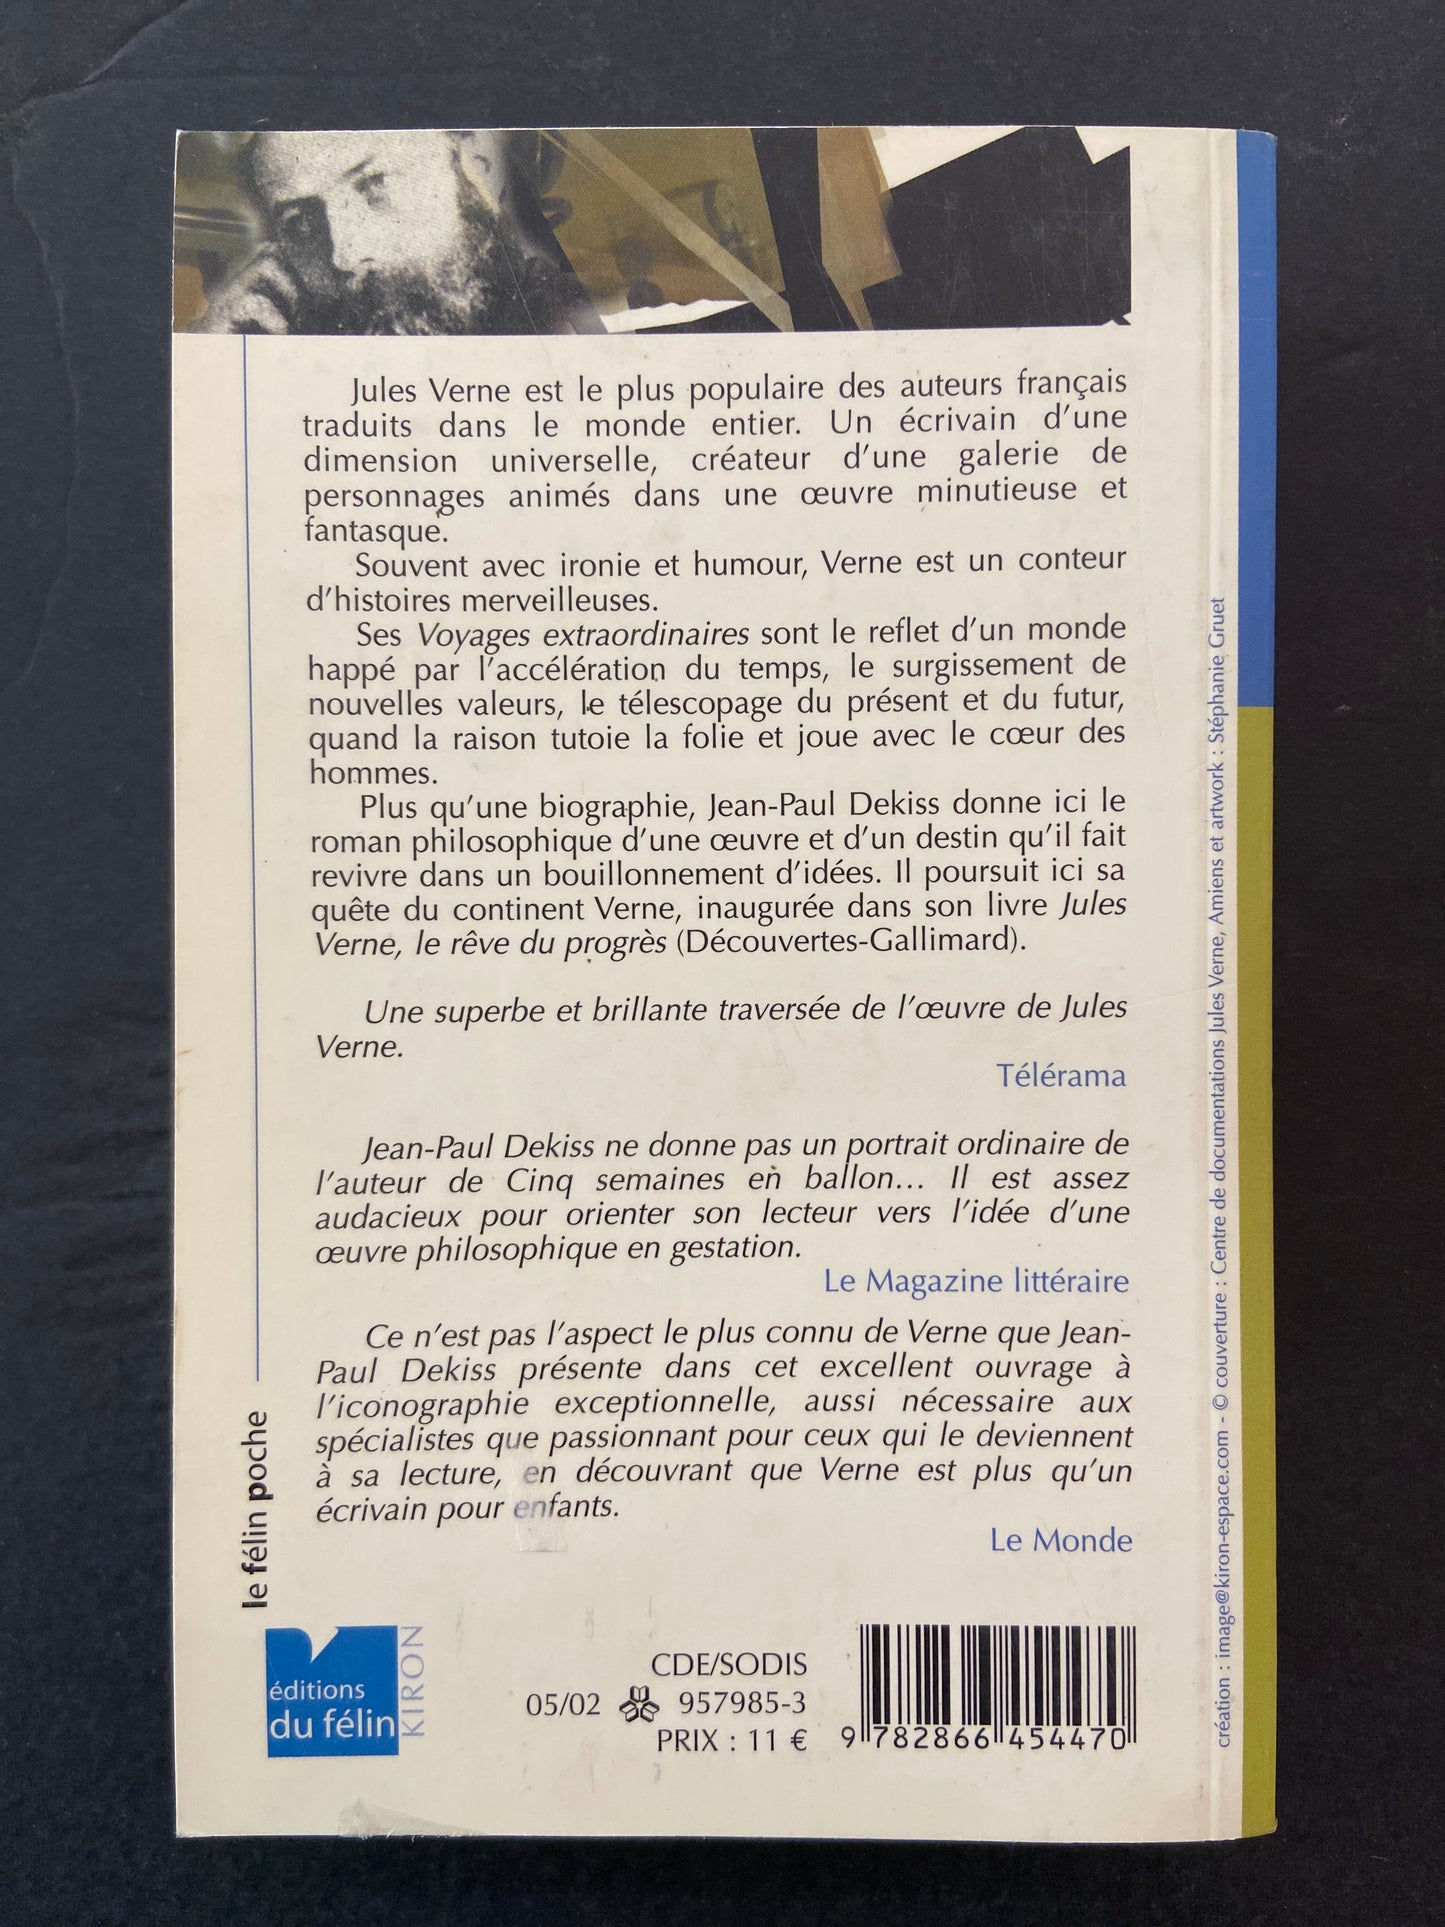 Jules Verne est le plus populaire des auteurs français
traduits dans le monde entier. Un écrivain d'une
dimension universelle, créateur d'une galerie de
personnages animés dans une œuvre minutieuse et
fantasque.
Souvent avec ironie et humour, Verne est un conteur
d'histoires merveilleuses.
Ses Voyages extraordinaires sont le reflet d'un monde
happé par l'accélération du temps, le surgissement de
nouvelles valeurs, le télescopage du présent et du futur,
quand la raison tutoie la folie et joue avec le cœur des
hommes.
Plus qu'une biographie, Jean-Paul Dekiss donne ici le
roman philosophique d'une œuvre et d'un destin qu'il fait
revivre dans un bouillonnement d'idées. Il poursuit ici sa
quête du continent Verne, inaugurée dans son livre Jules
Verne, le rêve du progrès (Découvertes-Gallimard).
Une superbe et brillante traversée de l'œuvre de Jules
Verne.
Télérama
Jean-Paul Dekiss ne donne pas un portrait ordinaire de
l'auteur de Cinq semaines en ballon... Il est assez
audacieux pour orienter son lecteur vers l'idée d'une
œuvre philosophique en gestation.
Le Magazine littéraire
Ce n'est pas l'aspect le plus connu de Verne que Jean-
Paul Dekiss présente dans cet excellent ouvrage à
l'iconographie exceptionnelle, aussi nécessaire aux
spécialistes que passionnant pour ceux qui le deviennent
à sa lecture, en découvrant que Verne est plus qu'un
écrivain pour enfants.
Le Monde
le félin poche
éditions
du félin
KIRON
CDE/SODIS
05/02 957985-3
PRIX : 11 €
9 782866 454470
création : image@kiron-espace.com - © couverture : Centre de documentations Jules Verne, Amiens et artwork : Stéphanie Gruet